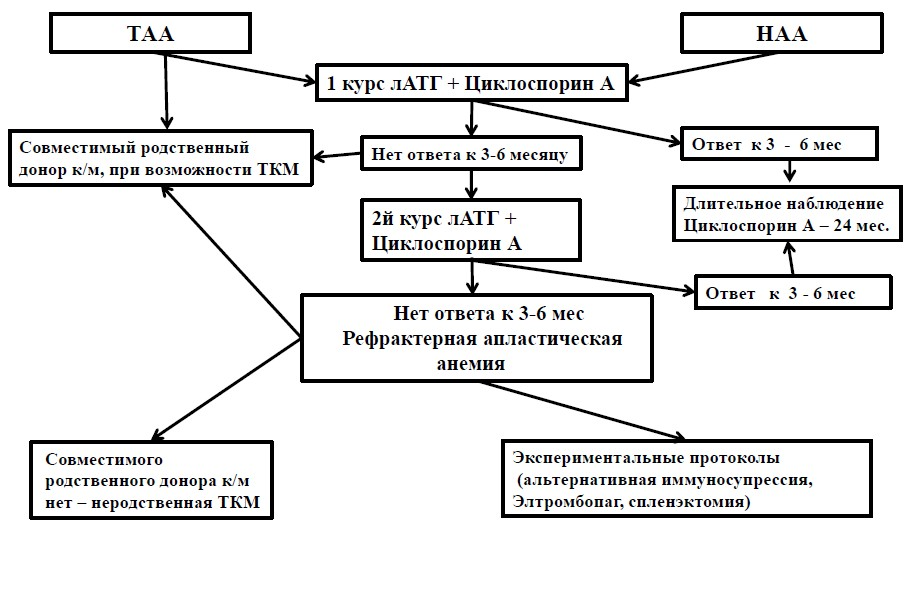 ТАА
НАА
1 курс лАТГ + Циклоспорин А
Совместимый родственный
донор к/м, при возможности ТКМ
Нет ответа к 3-6 месяцу
Ответ к 3 - 6 мес
2й курс лАТГ +
Циклоспорин А
Длительное наблюдение
Циклоспорин А – 24 мес.
Ответ к 3 - 6 мес
Нет ответа к 3-6 мес
Рефрактерная апластическая
анемия
Совместимого
родственного донора к/м
нет – неродственная ТКМ
Экспериментальные протоколы
(альтернативная иммуносупрессия,
Элтромбопаг, спленэктомия)